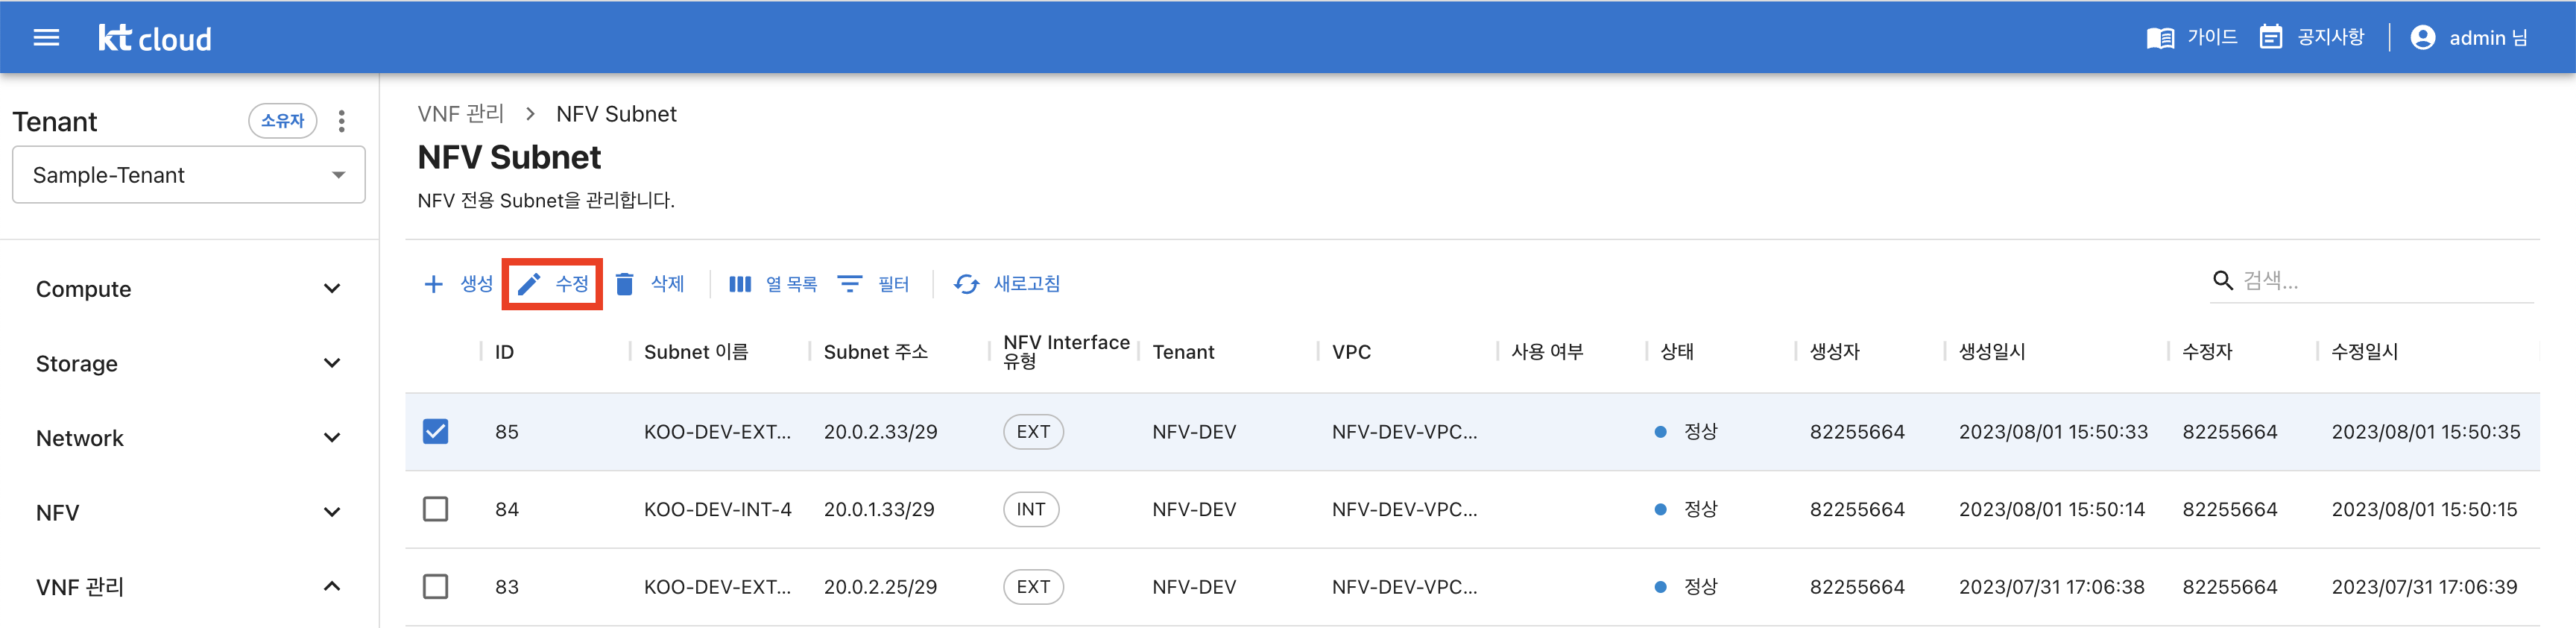 kt cloud
가이드
공지사항
admin 님
Tenant
소유자
Sample-Tenant
Compute
Storage
Network
NFV
VNF 관리
VNF 관리 > NFV Subnet
NFV Subnet
NFV 전용 Subnet을 관리합니다.
생성 수정 삭제 열 목록 필터 새로고침
검색...
ID Subnet 이름 Subnet 주소 NFV Interface 유형 Tenant VPC 사용 여부 상태 생성자 생성일시 수정자 수정일시
85 KOO-DEV-EXT... 20.0.2.33/29 EXT NFV-DEV NFV-DEV-VPC... 정상 82255664 2023/08/01 15:50:33 82255664 2023/08/01 15:50:35
84 KOO-DEV-INT-4 20.0.1.33/29 INT NFV-DEV NFV-DEV-VPC... 정상 82255664 2023/08/01 15:50:14 82255664 2023/08/01 15:50:15
83 KOO-DEV-EXT... 20.0.2.25/29 EXT NFV-DEV NFV-DEV-VPC... 정상 82255664 2023/07/31 17:06:38 82255664 2023/07/31 17:06:39